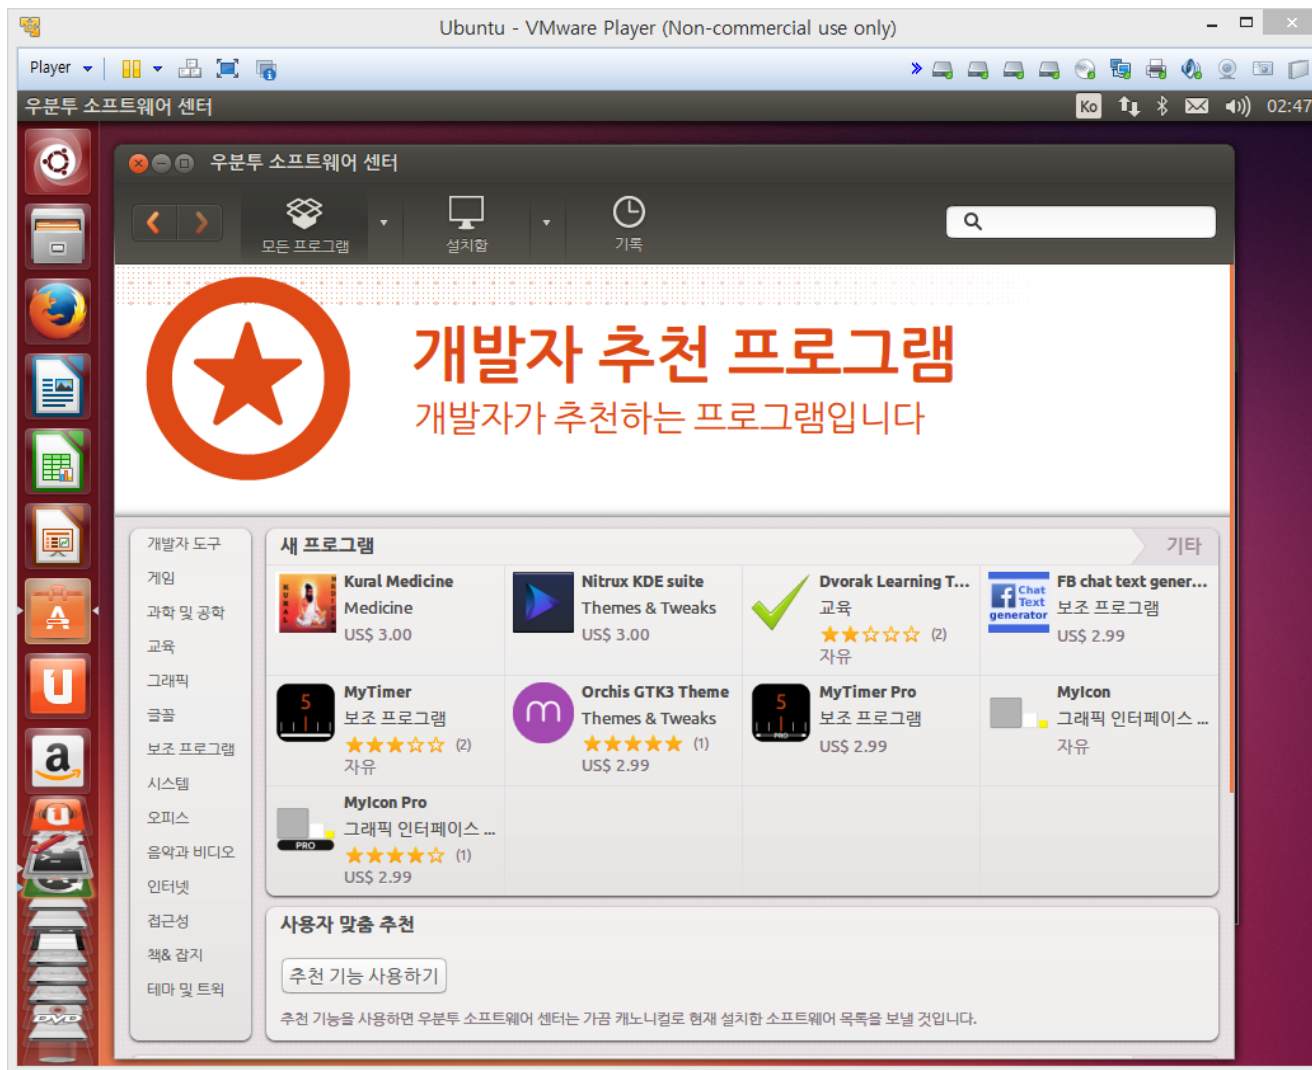 Ubuntu - VMware Player (Non-commercial use only)
Player
우분투 소프트웨어 센터
Ko
02:47
우분투 소프트웨어 센터
모든 프로그램
설치함
기록
개발자 추천 프로그램
개발자가 추천하는 프로그램입니다
개발자 도구
게임
과학 및 공학
교육
그래픽
글꼴
보조 프로그램
시스템
오피스
음악과 비디오
인터넷
접근성
책& 잡지
테마 및 트윅
새 프로그램
기타
KURAL
MEDICINE
Kural Medicine
Medicine
US$ 3.00
Nitrux KDE suite
Themes & Tweaks
US$ 3.00
Dvorak Learning T...
교육
(2)
자유
Chat
Text
generator
FB chat text gener...
보조 프로그램
US$ 2.99
5
MyTimer
보조 프로그램
(2)
자유
Orchis GTK3 Theme
Themes & Tweaks
(1)
US$ 2.99
5
PRO
MyTimer Pro
보조 프로그램
US$ 2.99
MyIcon
그래픽 인터페이스 ...
자유
PRO
MyIcon Pro
그래픽 인터페이스 ...
(1)
US$ 2.99
사용자 맞춤 추천
추천 기능 사용하기
추천 기능을 사용하면 우분투 소프트웨어 센터는 가끔 캐노니컬로 현재 설치한 소프트웨어 목록을 보낼 것입니다.
DVD